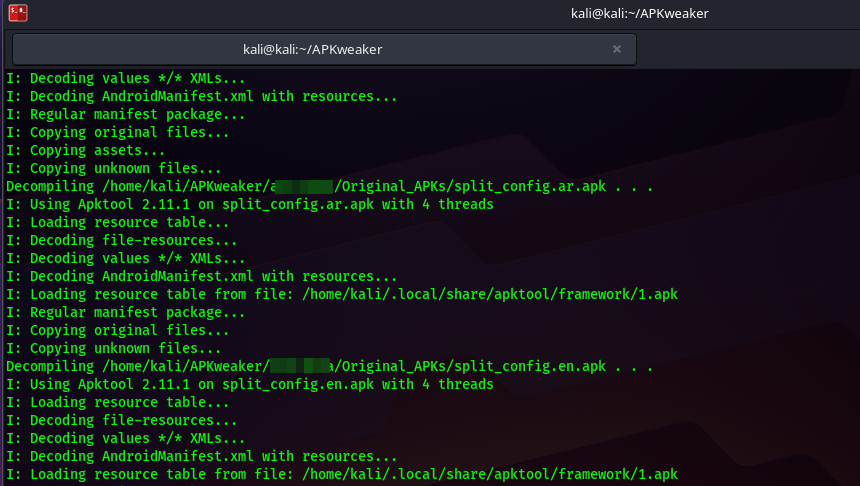 kali@kali:~/APKweaker
kali@kali:~/APKweaker
I: Decoding values */* XMLs...
I: Decoding AndroidManifest.xml with resources...
I: Regular manifest package...
I: Copying original files...
I: Copying assets...
I: Copying unknown files...
Decompiling /home/kali/APKweaker/a /Original_APKs/split_config.ar.apk . . .
I: Using Apktool 2.11.1 on split_config.ar.apk with 4 threads
I: Loading resource table...
I: Decoding file-resources...
I: Decoding values */* XMLs...
I: Decoding AndroidManifest.xml with resources...
I: Loading resource table from file: /home/kali/.local/share/apktool/framework/1.apk
I: Regular manifest package...
I: Copying original files...
I: Copying unknown files...
Decompiling /home/kali/APKweaker/ a/Original_APKs/split_config.en.apk . . .
I: Using Apktool 2.11.1 on split_config.en.apk with 4 threads
I: Loading resource table...
I: Decoding file-resources...
I: Decoding values */* XMLs...
I: Decoding AndroidManifest.xml with resources...
I: Loading resource table from file: /home/kali/.local/share/apktool/framework/1.apk